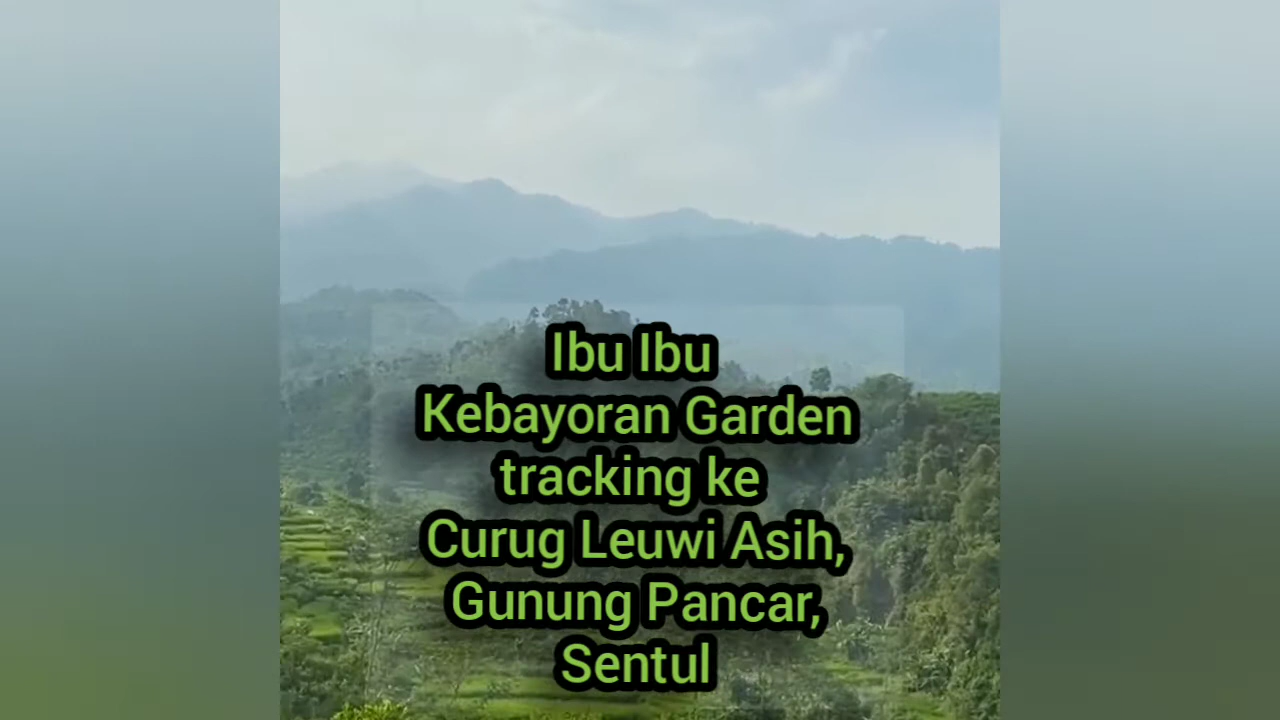 Ibu Ibu
Kebayoran Garden
tracking ke
Curug Leuwi Asih,
Gunung Pancar,
Sentul